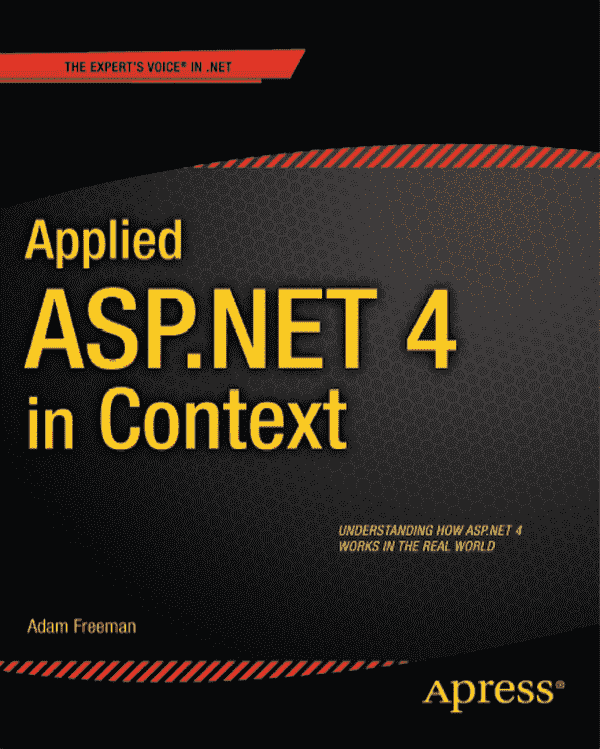 THE EXPERT'S VOICE® IN .NET
Applied
ASP.NET 4
in Context
UNDERSTANDING HOW ASP.NET 4
WORKS IN THE REAL WORLD
Adam Freeman
Apress®